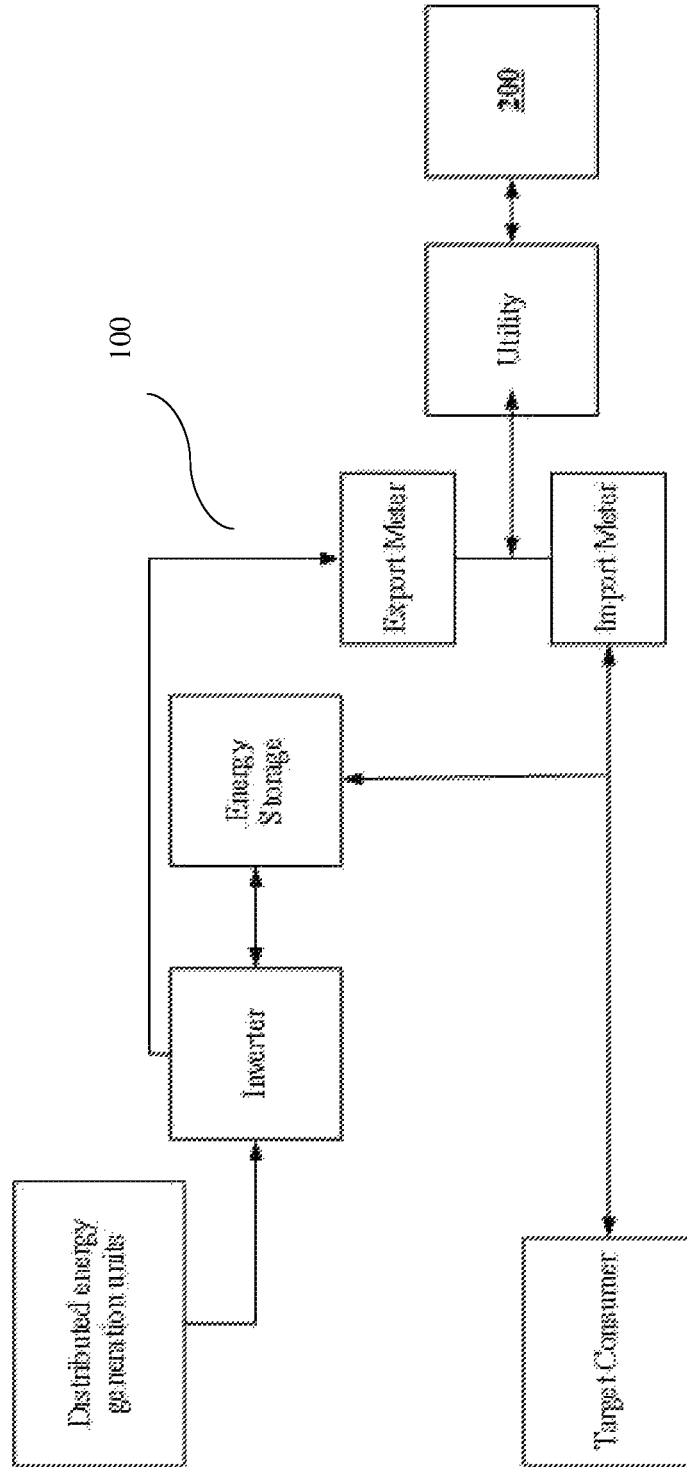 Distributed energy
generation units
Inverter
Energy
Storage
100
Export Meter
Utility
200
Target Consumer
Import Meter